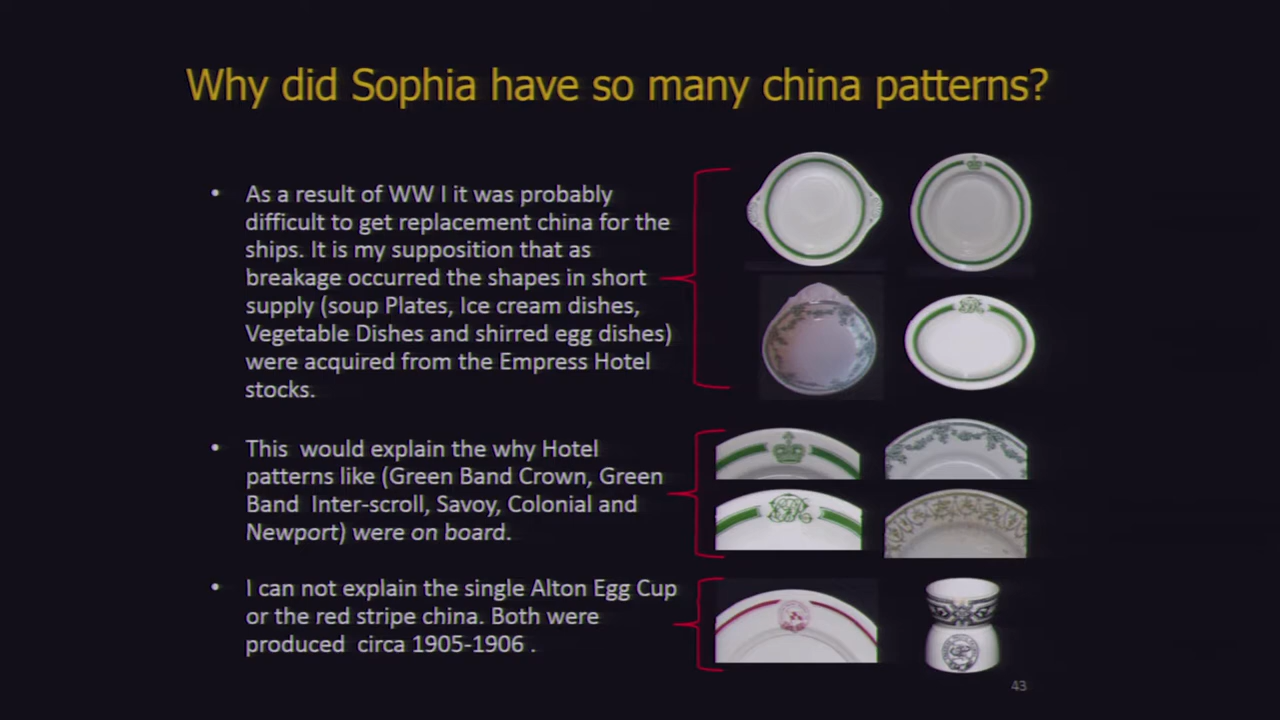 Why did Sophia have so many china patterns?
• As a result of WW I it was probably
difficult to get replacement china for the
ships. It is my supposition that as
breakage occurred the shapes in short
supply (soup Plates, Ice cream dishes,
Vegetable Dishes and shirred egg dishes)
were acquired from the Empress Hotel
stocks.
• This would explain the why Hotel
patterns like (Green Band Crown, Green
Band Inter-scroll, Savoy, Colonial and
Newport) were on board.
• I can not explain the single Alton Egg Cup
or the red stripe china. Both were
produced circa 1905-1906 .
43